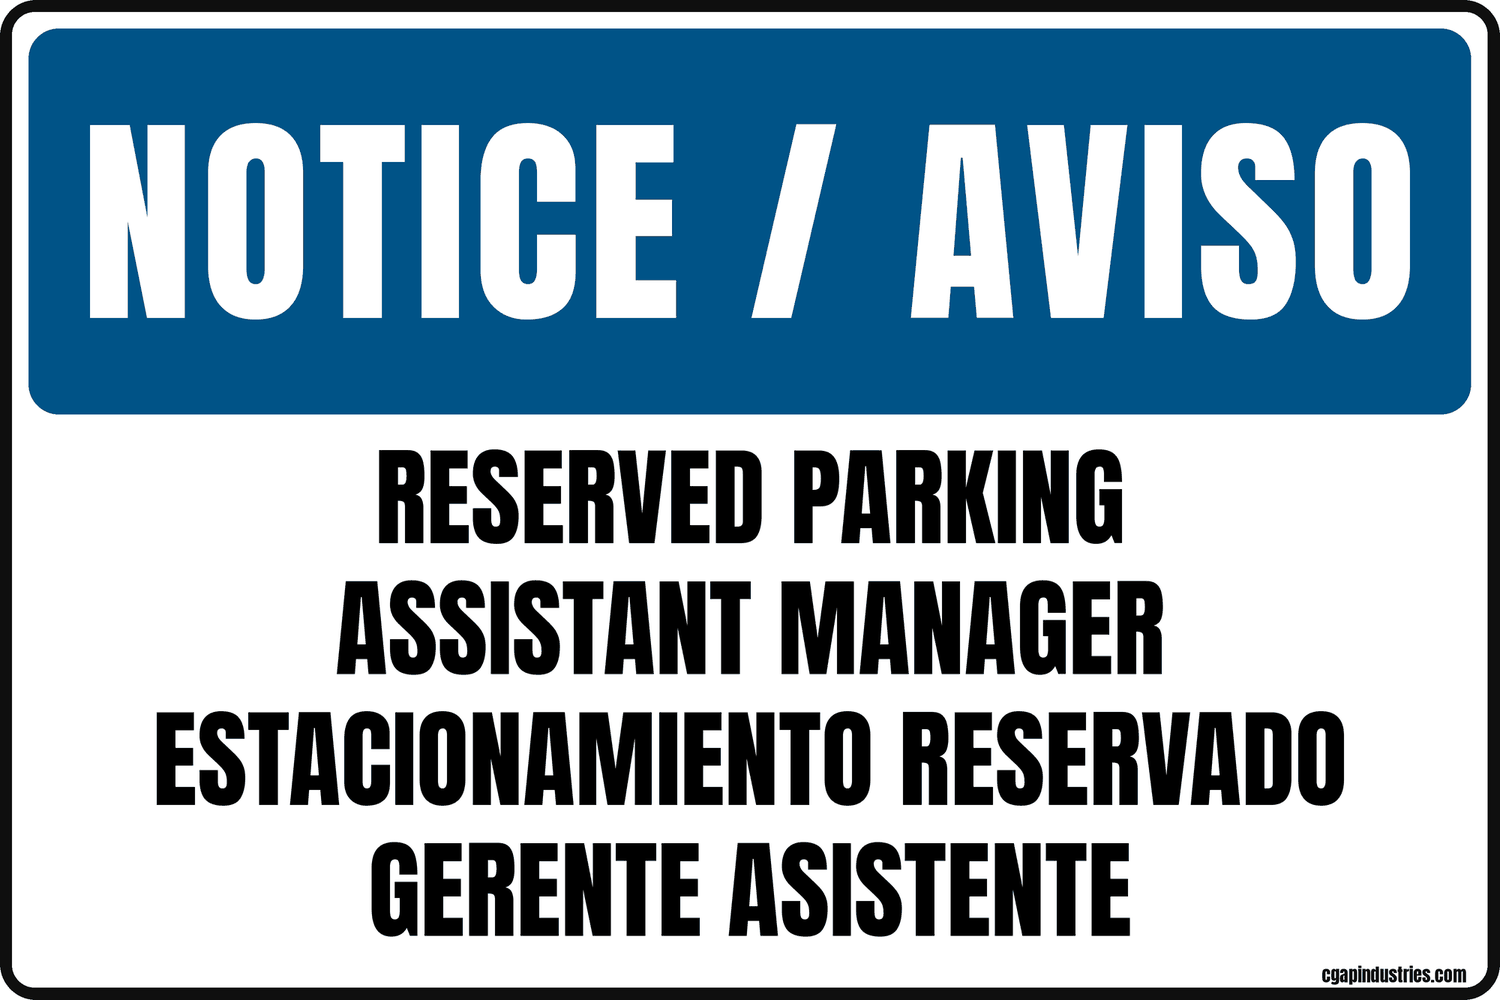 NOTICE / AVISO
RESERVED PARKING
ASSISTANT MANAGER
ESTACIONAMIENTO RESERVADO
GERENTE ASISTENTE
cgapindustries.com